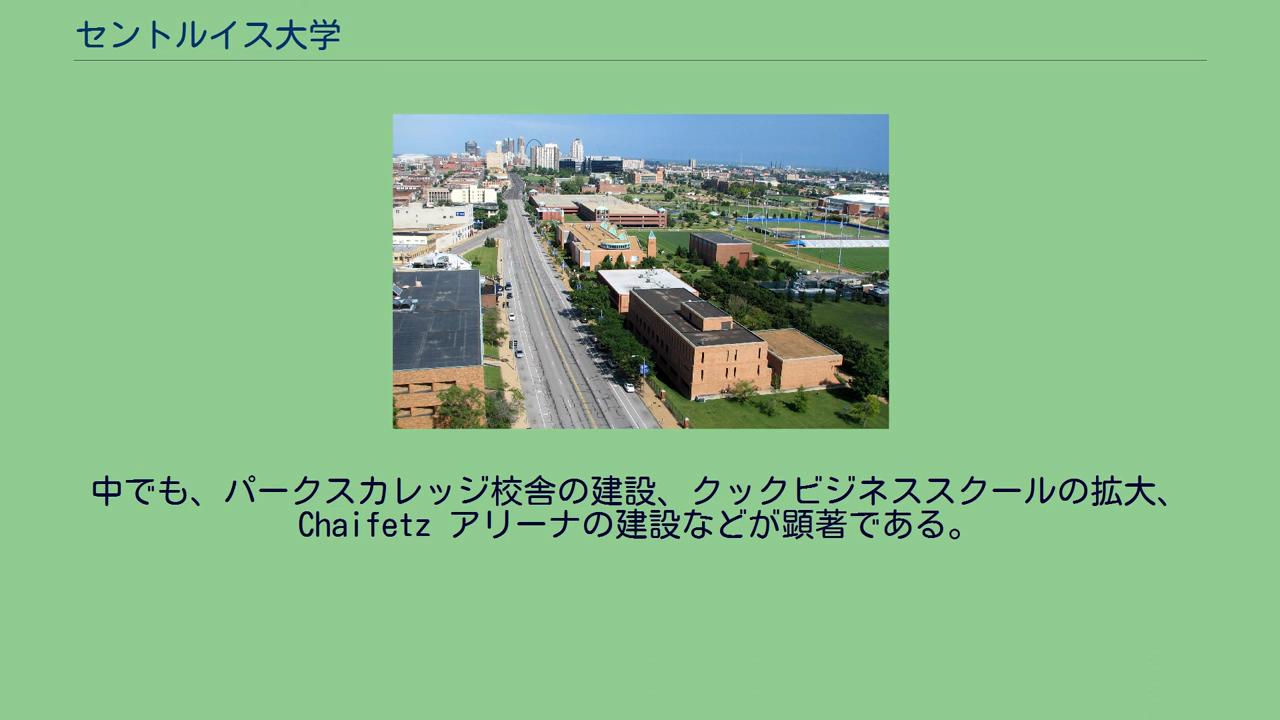 セントルイス大学
中でも、パークスカレッジ校舎の建設、クックビジネススクールの拡大、
Chaifetz アリーナの建設などが顕著である。